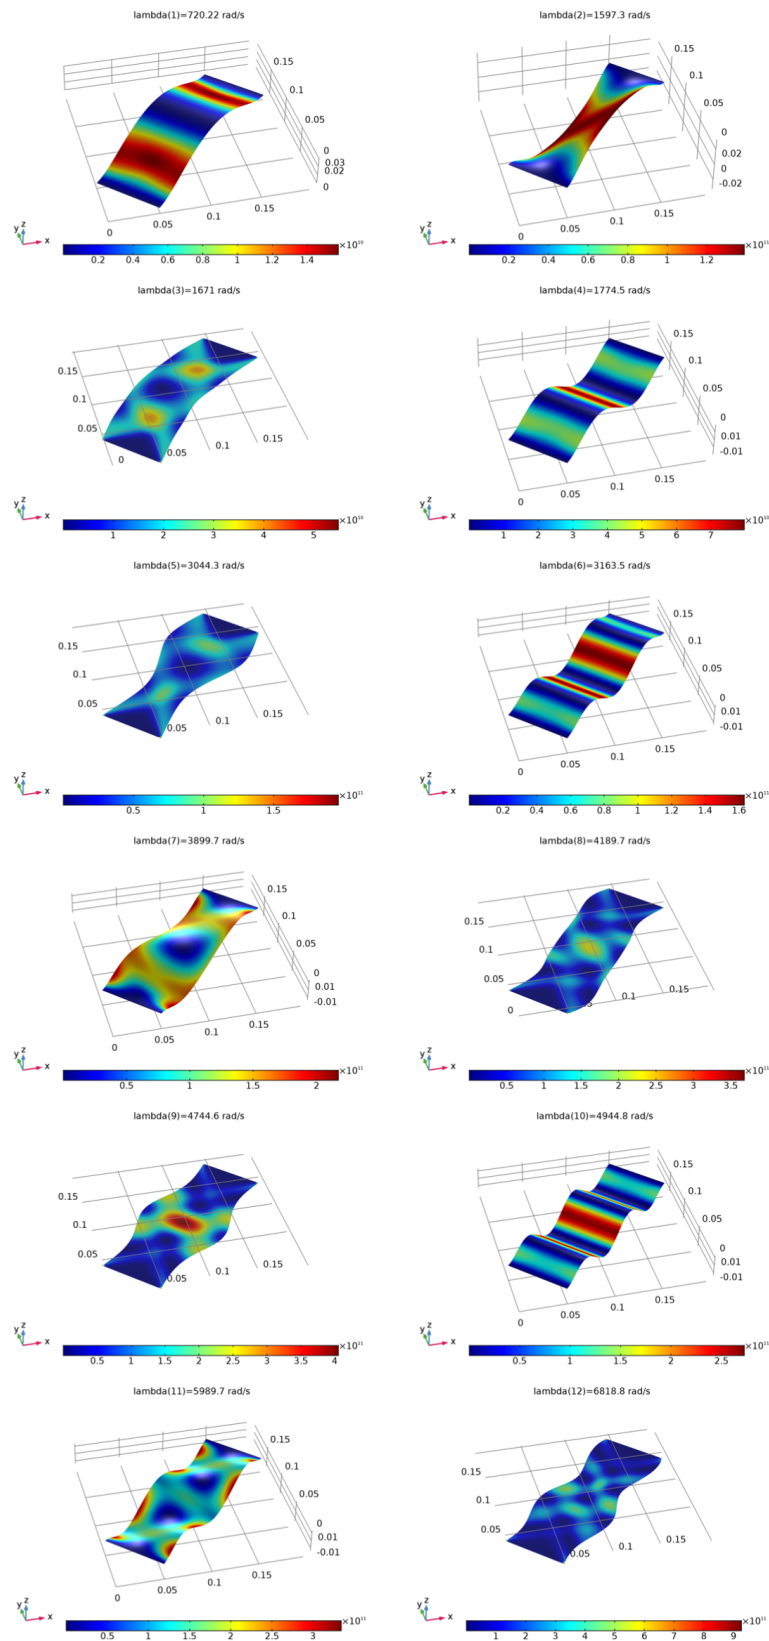 lambda(1)=720.22 rad/s
0.15
0.1
0.05
0
0.03
0.02
0
0 0.05 0.1 0.15
y z x
0.2 0.4 0.6 0.8 1 1.2 1.4 ×10¹⁰
lambda(2)=1597.3 rad/s
0.15
0.1
0.05
0
0.02
0
-0.02
0 0.05 0.1 0.15
y z x
0.2 0.4 0.6 0.8 1 1.2 ×10¹¹
lambda(3)=1671 rad/s
0.15
0.1
0.05
0 0.05 0.1 0.15
y z x
1 2 3 4 5 ×10¹⁰
lambda(4)=1774.5 rad/s
0.15
0.1
0.05
0
0.01
-0.01
0 0.05 0.1 0.15
y z x
1 2 3 4 5 6 7 ×10¹⁰
lambda(5)=3044.3 rad/s
0.15
0.1
0.05
0.05 0.1 0.15
y z x
0.5 1 1.5 ×10¹¹
lambda(6)=3163.5 rad/s
0.15
0.1
0.05
0
0.01
-0.01
0 0.05 0.1 0.15
y z x
0.2 0.4 0.6 0.8 1 1.2 1.4 1.6 ×10¹¹
lambda(7)=3899.7 rad/s
0.15
0.1
0.05
0
0.01
-0.01
0 0.05 0.1 0.15
y z x
0.5 1 1.5 2 ×10¹¹
lambda(8)=4189.7 rad/s
0.15
0.1
0.05
0 0.1 0.15
y z x
0.5 1 1.5 2 2.5 3 3.5 ×10¹¹
lambda(9)=4744.6 rad/s
0.15
0.1
0.05
0.05 0.1 0.15
y z x
0.5 1 1.5 2 2.5 3 3.5 4 ×10¹¹
lambda(10)=4944.8 rad/s
0.15
0.1
0.05
0
0.01
-0.01
0 0.05 0.1 0.15
y z x
0.5 1 1.5 2 2.5 ×10¹¹
lambda(11)=5989.7 rad/s
0.15
0.1
0.05
0
0.01
-0.01
0 0.05 0.1 0.15
y z x
0.5 1 1.5 2 2.5 3 ×10¹¹
lambda(12)=6818.8 rad/s
0.15
0.1
0.05
0.05 0.1 0.15
y z x
1 2 3 4 5 6 7 8 9 ×10¹¹